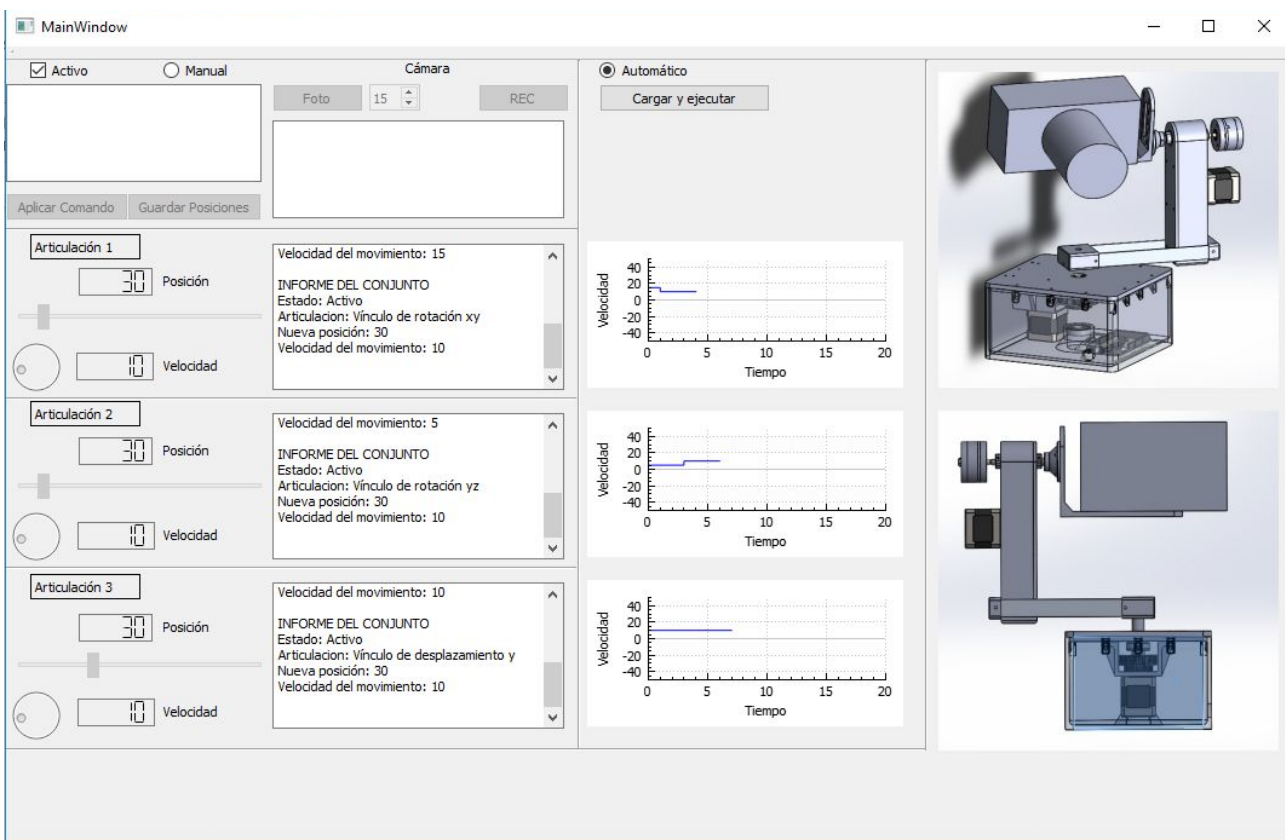 MainWindow
Activo
Manual
Cámara
Automático
Foto
15
REC
Cargar y ejecutar
Aplicar Comando
Guardar Posiciones
Articulación 1
30
Posición
10
Velocidad
Velocidad del movimiento: 15
INFORME DEL CONJUNTO
Estado: Activo
Articulacion: Vínculo de rotación xy
Nueva posición: 30
Velocidad del movimiento: 10
Velocidad
40
20
0
-20
-40
0 5 10 15 20
Tiempo
Articulación 2
30
Posición
10
Velocidad
Velocidad del movimiento: 5
INFORME DEL CONJUNTO
Estado: Activo
Articulacion: Vínculo de rotación yz
Nueva posición: 30
Velocidad del movimiento: 10
Velocidad
40
20
0
-20
-40
0 5 10 15 20
Tiempo
Articulación 3
30
Posición
10
Velocidad
Velocidad del movimiento: 10
INFORME DEL CONJUNTO
Estado: Activo
Articulacion: Vínculo de desplazamiento y
Nueva posición: 30
Velocidad del movimiento: 10
Velocidad
40
20
0
-20
-40
0 5 10 15 20
Tiempo